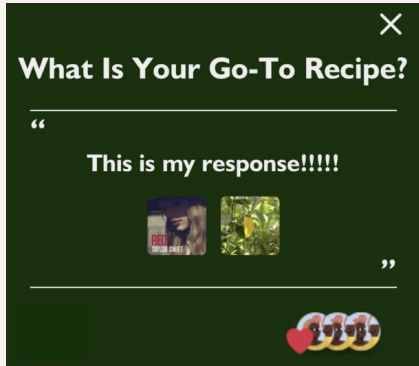 What Is Your Go-To Recipe?
“
This is my response!!!!!
RED
TAYLOR SWIFT
”